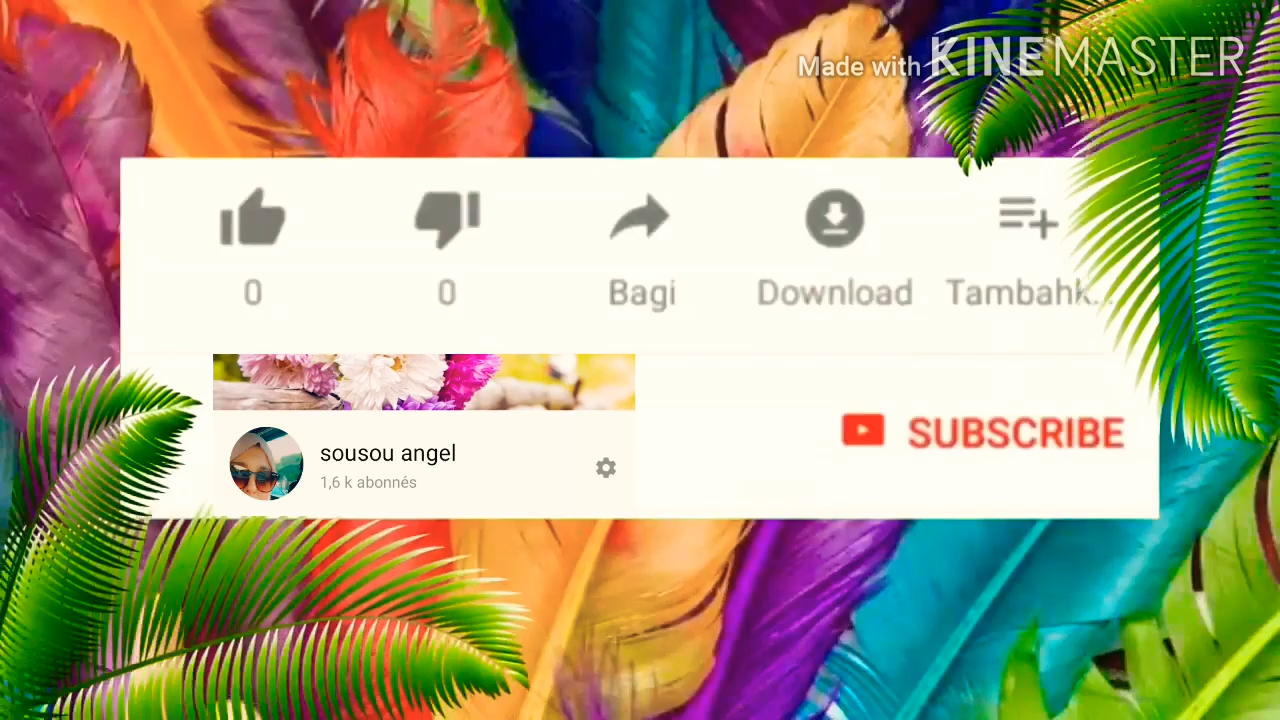 Made with KINEMASTER
0 0 Bagi Download Tambahk...
sousou angel
1,6 k abonnés
SUBSCRIBE